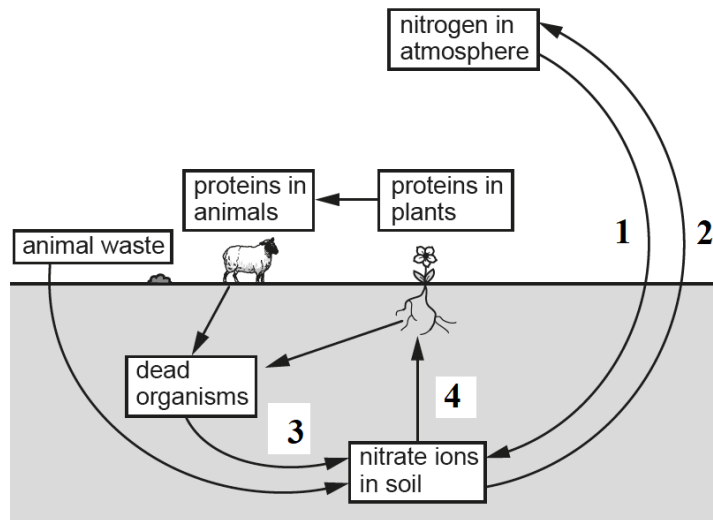 nitrogen in
atmosphere
proteins in
animals
proteins in
plants
1
2
animal waste
dead
organisms
3
4
nitrate ions
in soil